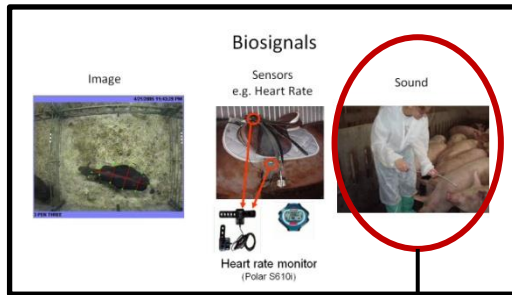 Biosignals
Image
Sensors
e.g. Heart Rate
Sound
Heart rate monitor
(Polar S610i)